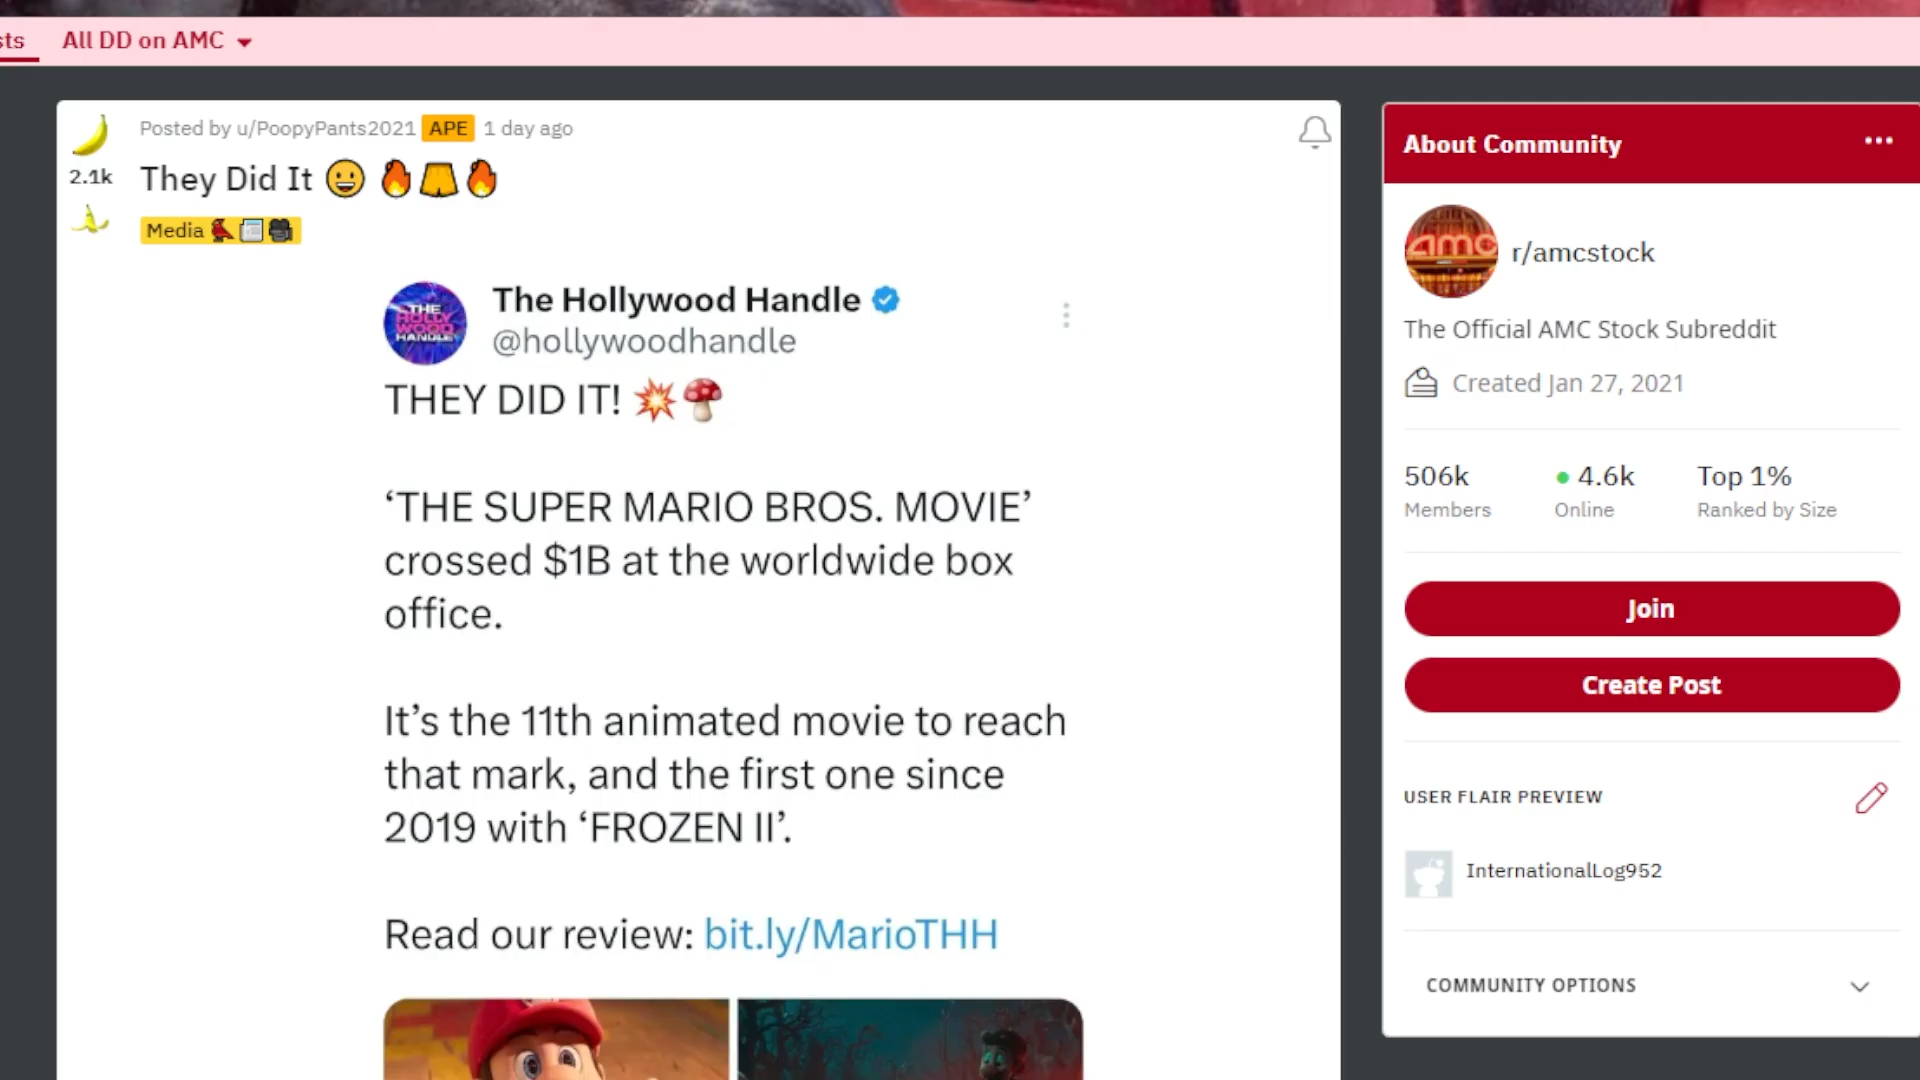 sts All DD on AMC
Posted by u/PoopyPants2021 APE 1 day ago
2.1k
They Did It 😀 🔥🩳🔥
Media 🐦📰🎥
THE HOLLYWOOD HANDLE
The Hollywood Handle
@hollywoodhandle
THEY DID IT! 💥🍄
‘THE SUPER MARIO BROS. MOVIE’
crossed $1B at the worldwide box
office.
It’s the 11th animated movie to reach
that mark, and the first one since
2019 with ‘FROZEN II’.
Read our review: bit.ly/MarioTHH
About Community
amc
r/amcstock
The Official AMC Stock Subreddit
Created Jan 27, 2021
506k 4.6k Top 1%
Members Online Ranked by Size
Join
Create Post
USER FLAIR PREVIEW
InternationalLog952
COMMUNITY OPTIONS